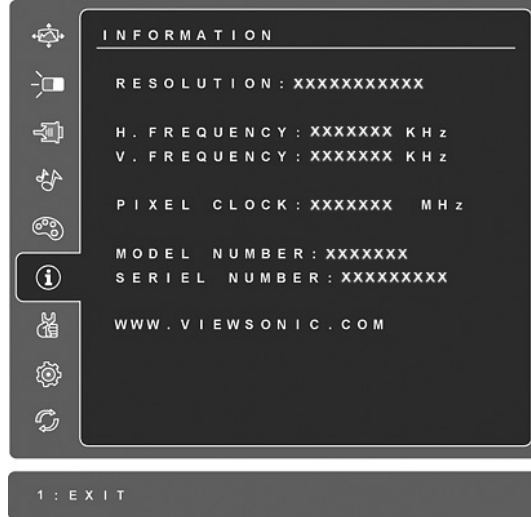 INFORMATION
RESOLUTION: XXXXXXXXXXX
H. FREQUENCY: XXXXXXX KHz
V. FREQUENCY: XXXXXXX KHz
PIXEL CLOCK: XXXXXXX MHz
MODEL NUMBER: XXXXXXX
SERIEL NUMBER: XXXXXXXXX
WWW.VIEWSONIC.COM
1: EXIT